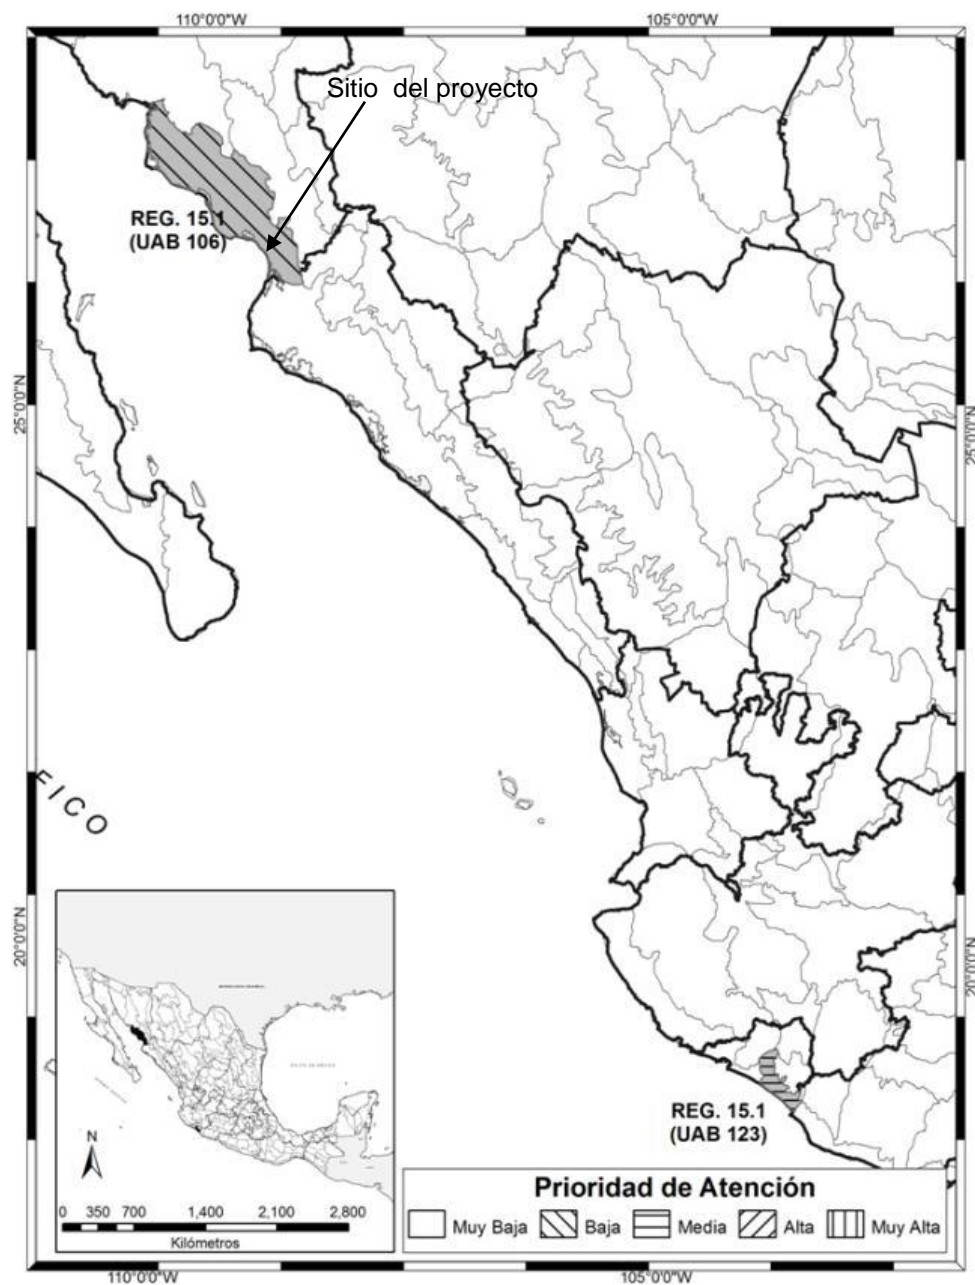 110°0'0"W
105°0'0"W
Sitio del proyecto
REG. 15.1
(UAB 106)
25°0'0"N
25°0'0"N
FICO
20°0'0"N
20°0'0"N
REG. 15.1
(UAB 123)
N
0 350 700 1,400 2,100 2,800
Kilómetros
Prioridad de Atención
Muy Baja Baja Media Alta Muy Alta
110°0'0"W
105°0'0"W